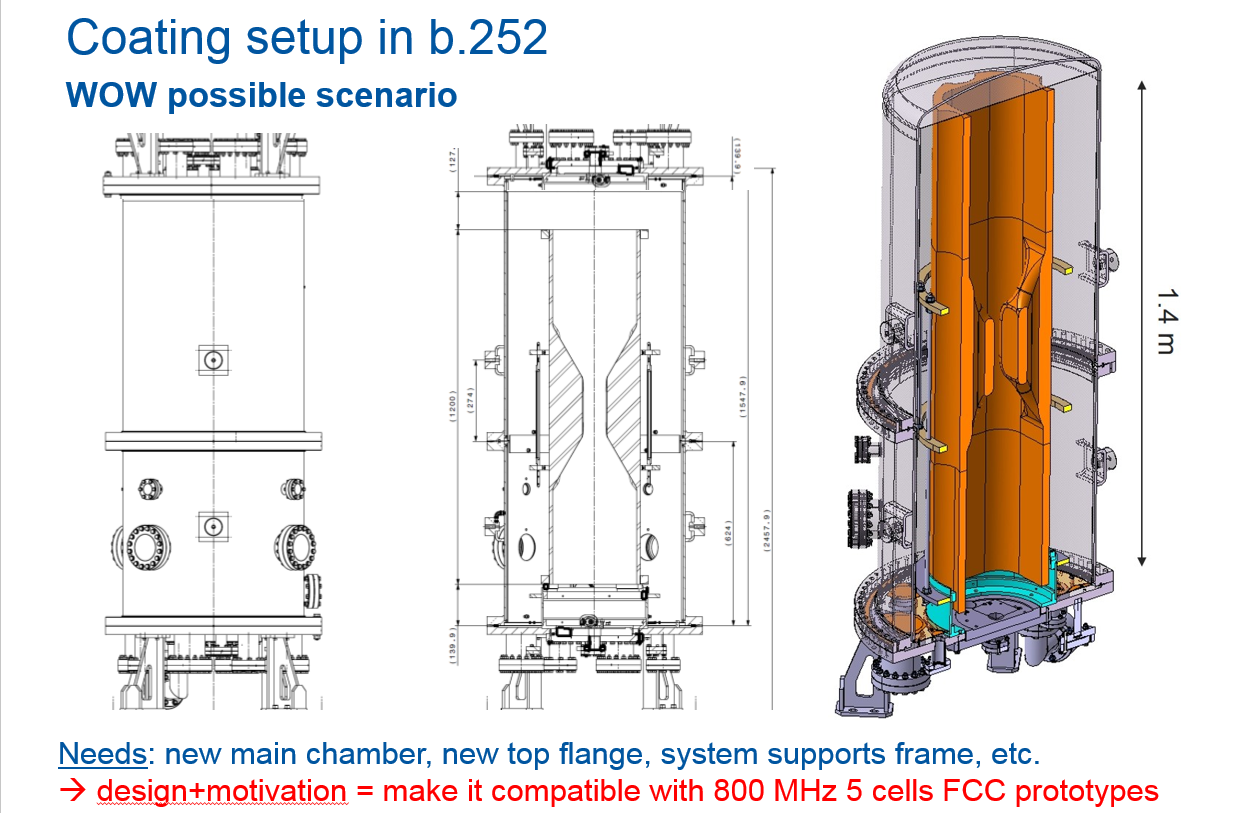 Coating setup in b.252
WOW possible scenario
(127.
(139.9)
(1200)
(274)
(1547.9)
(624)
(2457.9)
(139.9)
1.4 m
Needs: new main chamber, new top flange, system supports frame, etc.
→ design+motivation = make it compatible with 800 MHz 5 cells FCC prototypes